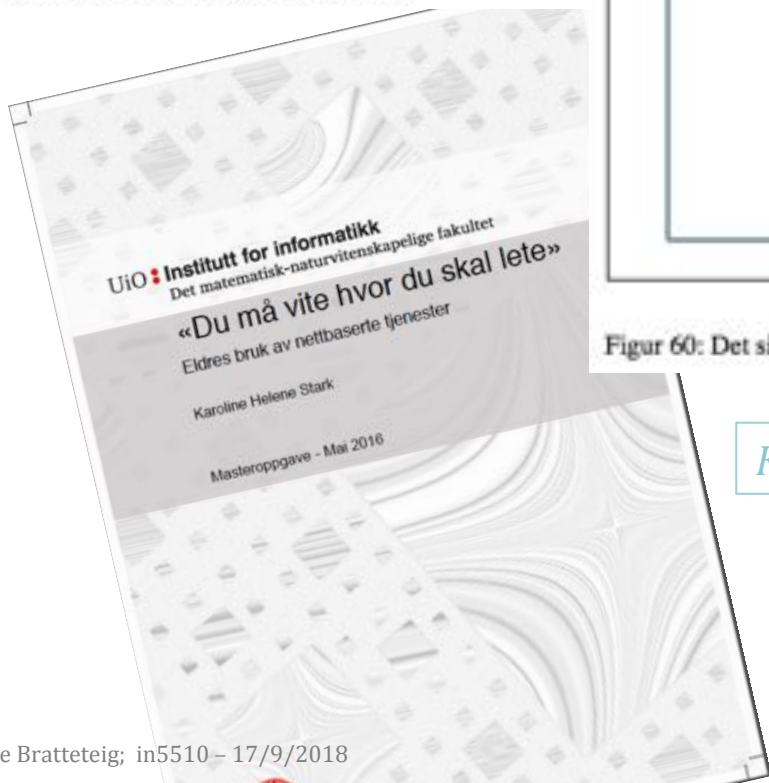 UiO Institutt for informatikk
Det matematisk-naturvitenskapelige fakultet
«Du må vite hvor du skal lete»
Eldres bruk av nettbaserte tjenester
Karoline Helene Stark
Masteroppgave - Mai 2016
Figur 60: Det
Bratteteig; in5510 – 17/9/2018